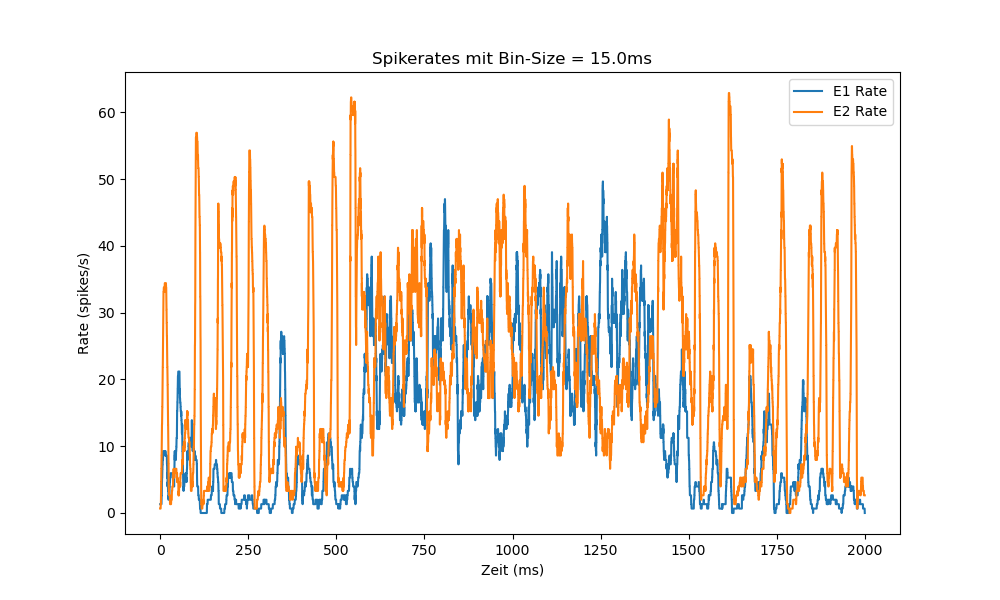 Spikerates mit Bin-Size = 15.0ms
E1 Rate
E2 Rate
Rate (spikes/s)
60
50
40
30
20
10
0
0 250 500 750 1000 1250 1500 1750 2000
Zeit (ms)